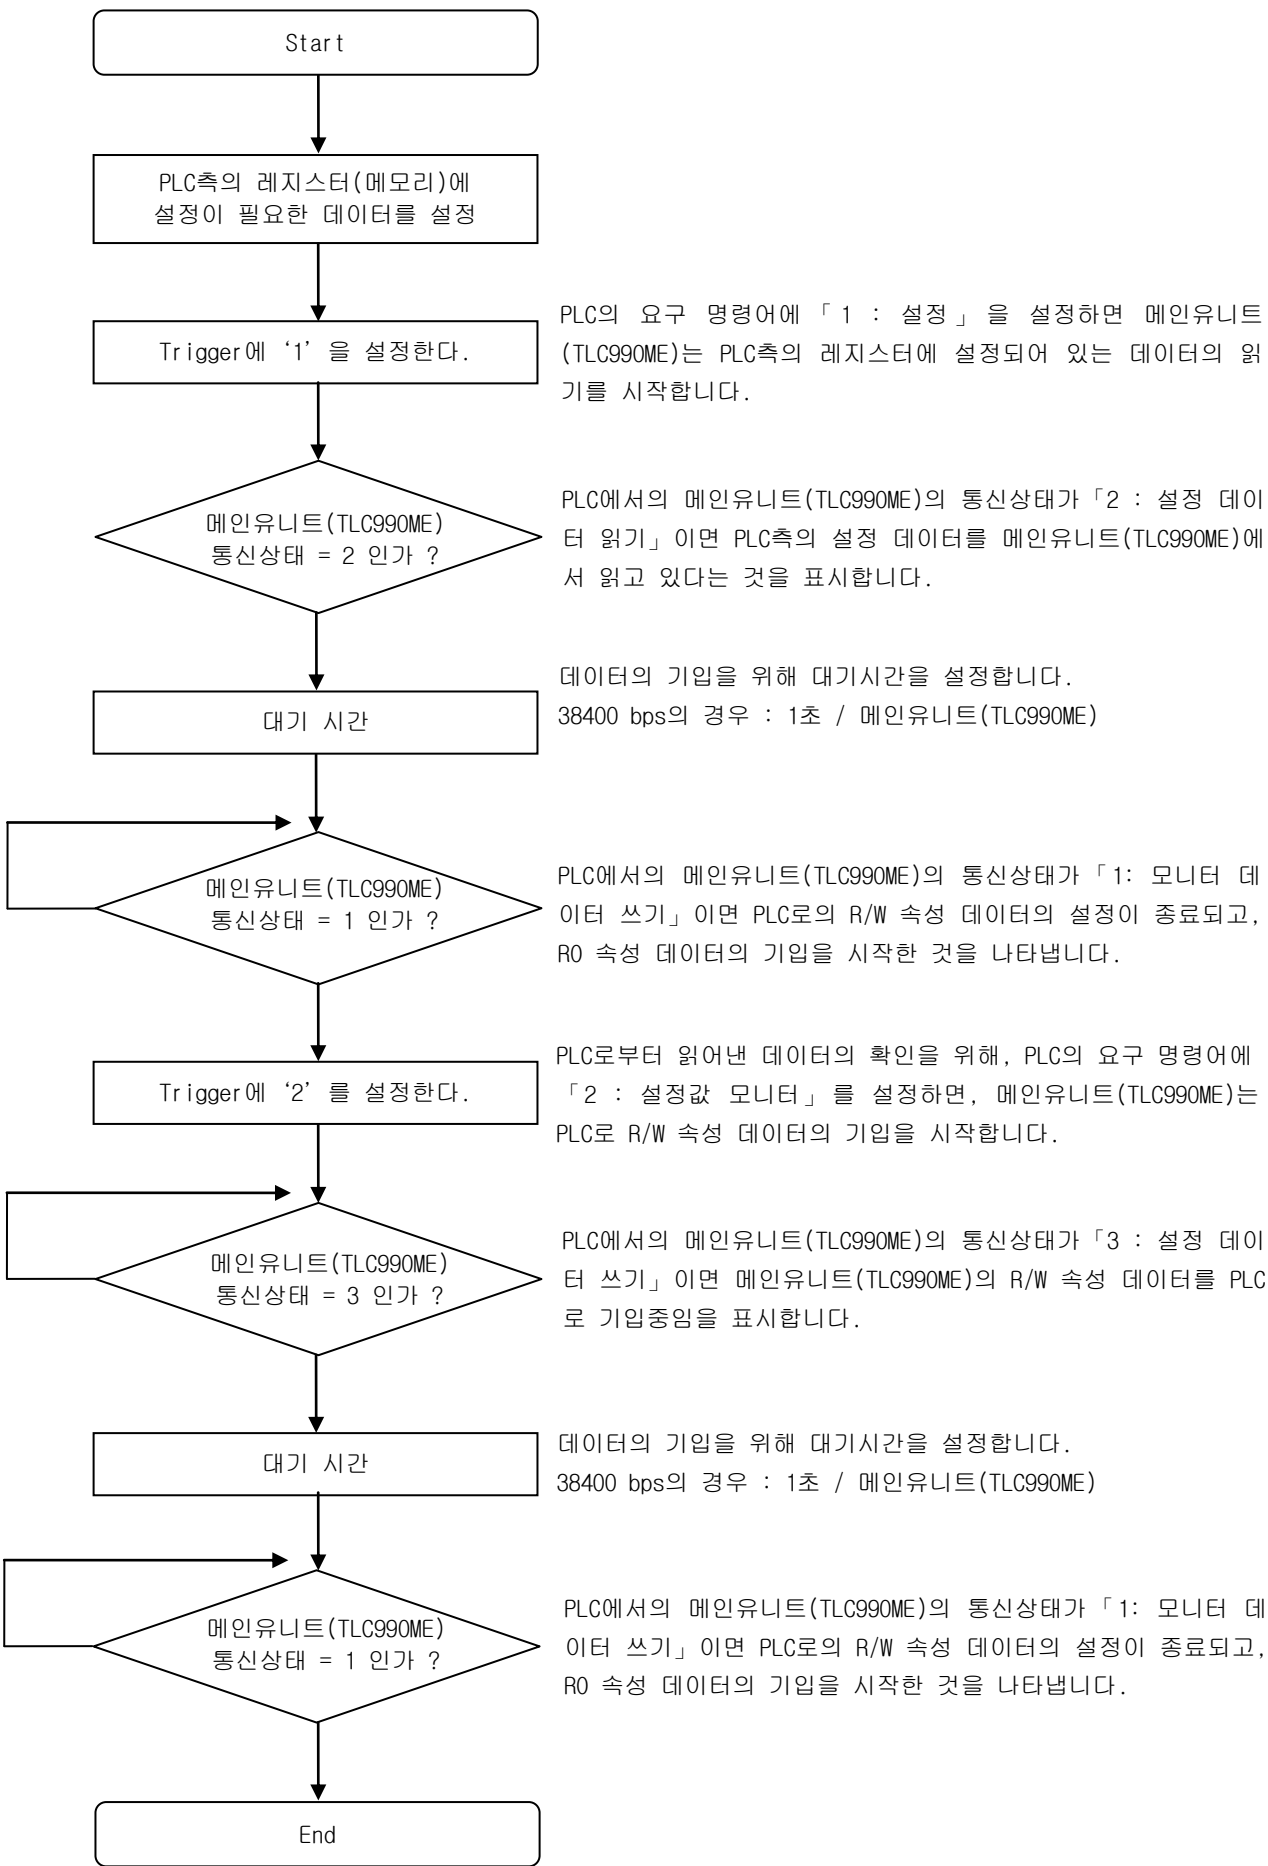 Start
PLC측의 레지스터(메모리)에
설정이 필요한 데이터를 설정
Trigger에 ‘1’을 설정한다.
PLC의 요구 명령어에 「1 : 설정」을 설정하면 메인유니트
(TLC990ME)는 PLC측의 레지스터에 설정되어 있는 데이터의 읽
기를 시작합니다.
메인유니트(TLC990ME)
통신상태 = 2 인가 ?
PLC에서의 메인유니트(TLC990ME)의 통신상태가「2 : 설정 데이
터 읽기」이면 PLC측의 설정 데이터를 메인유니트(TLC990ME)에
서 읽고 있다는 것을 표시합니다.
대기 시간
데이터의 기입을 위해 대기시간을 설정합니다.
38400 bps의 경우 : 1초 / 메인유니트(TLC990ME)
메인유니트(TLC990ME)
통신상태 = 1 인가 ?
PLC에서의 메인유니트(TLC990ME)의 통신상태가「1: 모니터 데
이터 쓰기」이면 PLC로의 R/W 속성 데이터의 설정이 종료되고,
RO 속성 데이터의 기입을 시작한 것을 나타냅니다.
Trigger에 ‘2’를 설정한다.
PLC로부터 읽어낸 데이터의 확인을 위해, PLC의 요구 명령어에
「2 : 설정값 모니터」를 설정하면, 메인유니트(TLC990ME)는
PLC로 R/W 속성 데이터의 기입을 시작합니다.
메인유니트(TLC990ME)
통신상태 = 3 인가 ?
PLC에서의 메인유니트(TLC990ME)의 통신상태가「3 : 설정 데이
터 쓰기」이면 메인유니트(TLC990ME)의 R/W 속성 데이터를 PLC
로 기입중임을 표시합니다.
대기 시간
데이터의 기입을 위해 대기시간을 설정합니다.
38400 bps의 경우 : 1초 / 메인유니트(TLC990ME)
메인유니트(TLC990ME)
통신상태 = 1 인가 ?
PLC에서의 메인유니트(TLC990ME)의 통신상태가「1: 모니터 데
이터 쓰기」이면 PLC로의 R/W 속성 데이터의 설정이 종료되고,
RO 속성 데이터의 기입을 시작한 것을 나타냅니다.
End